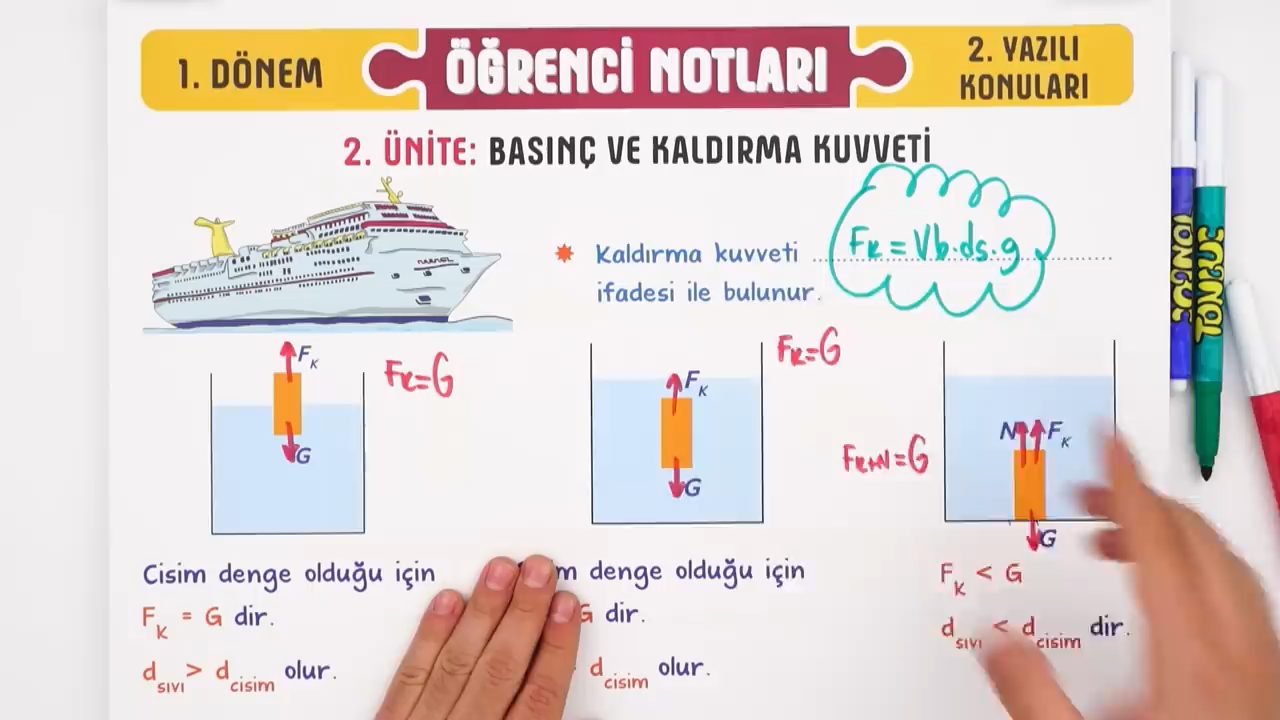 1. DÖNEM
ÖĞRENCİ NOTLARI
2. YAZILI
KONULARI
2. ÜNİTE: BASINÇ VE KALDIRMA KUVVETİ
Kaldırma kuvveti Fk = Vb.ds.g
ifadesi ile bulunur.
FK
G
Fk=G
FK
G
Fk=G
N FK
G
Fk+N=G
Cisim denge olduğu için
FK = G dir.
dsıvı > dcisim olur.
denge olduğu için
G dir.
dcisim olur.
FK < G
dsıvı < dcisim dir.
TONJUE